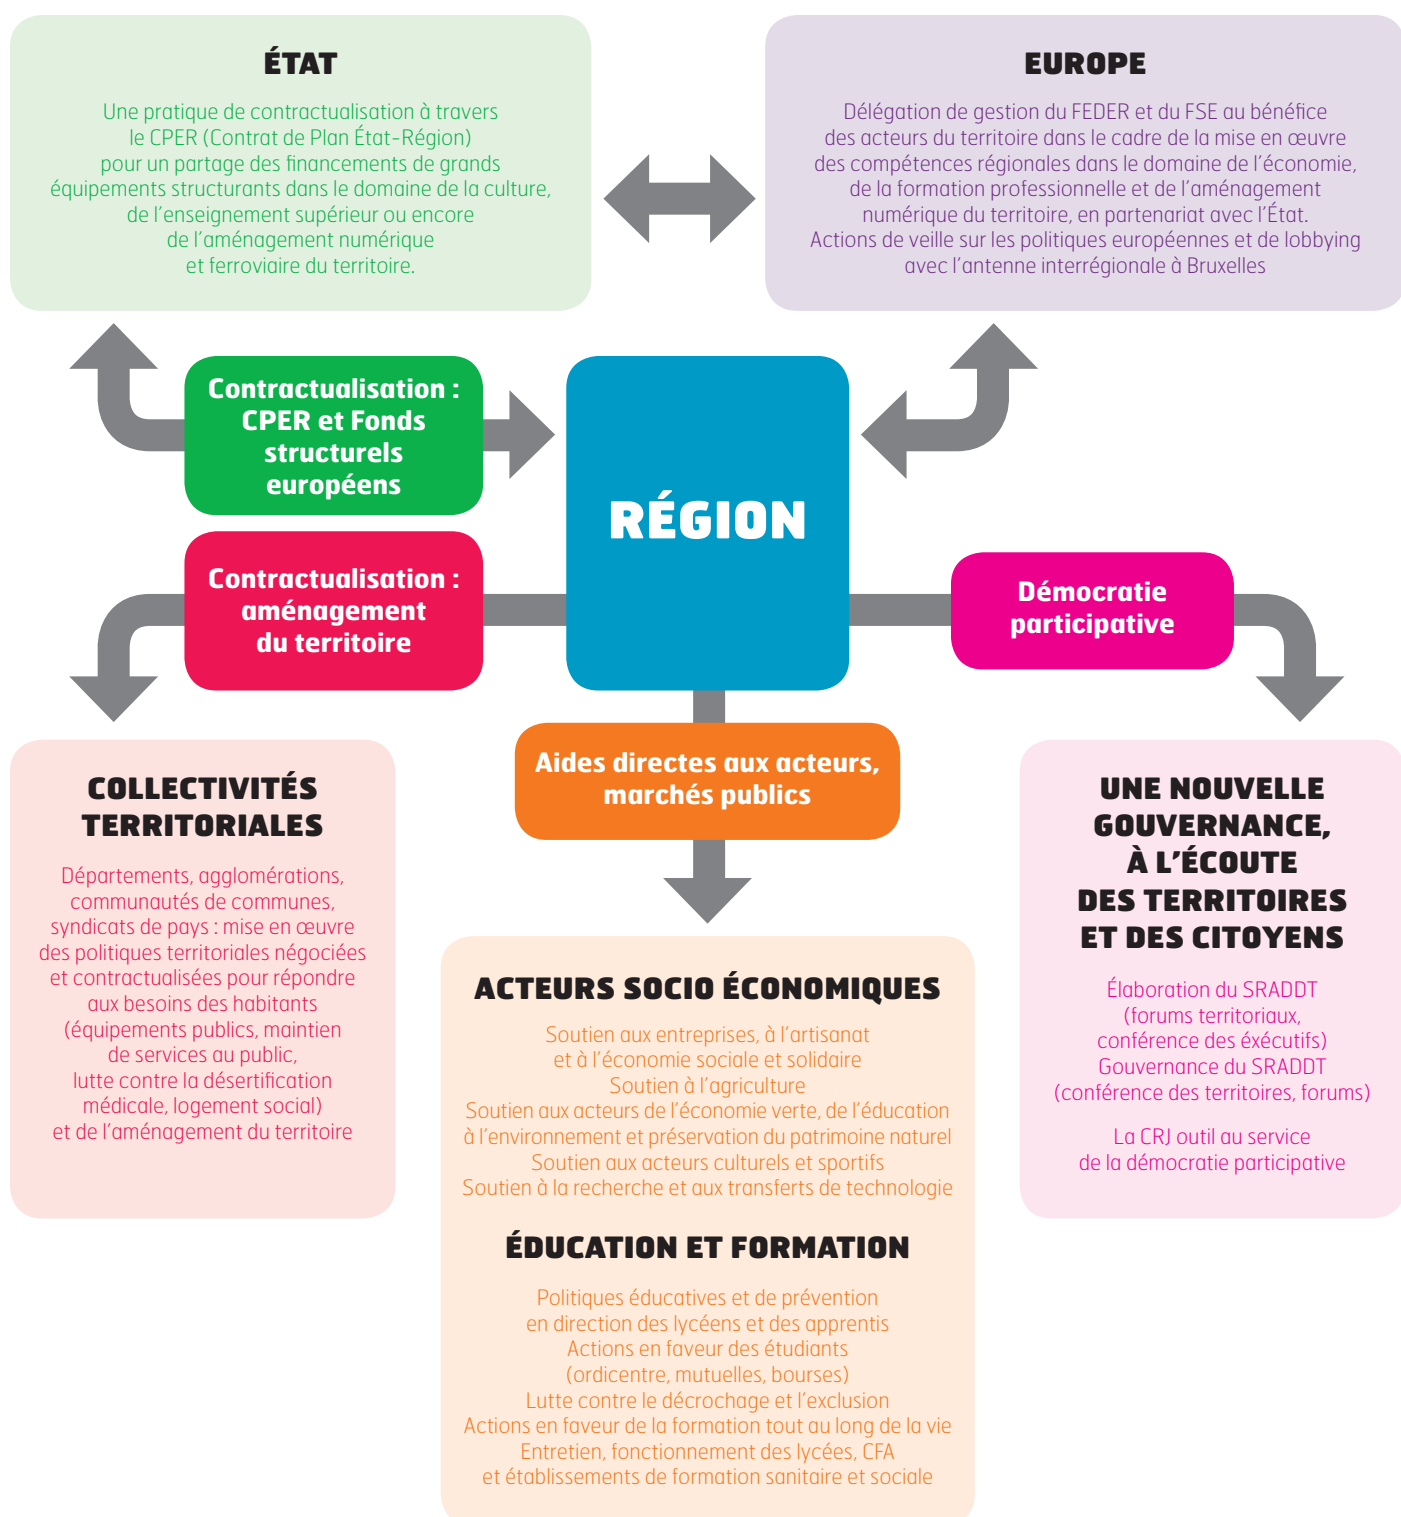 ÉTAT
Une pratique de contractualisation à travers
le CPER (Contrat de Plan État-Région)
pour un partage des financements de grands
équipements structurants dans le domaine de la culture,
de l'enseignement supérieur ou encore
de l'aménagement numérique
et ferroviaire du territoire.
EUROPE
Délégation de gestion du FEDER et du FSE au bénéfice
des acteurs du territoire dans le cadre de la mise en œuvre
des compétences régionales dans le domaine de l'économie,
de la formation professionnelle et de l'aménagement
numérique du territoire, en partenariat avec l'État.
Actions de veille sur les politiques européennes et de lobbying
avec l'antenne interrégionale à Bruxelles
Contractualisation :
CPER et Fonds
structurels
européens
RÉGION
Contractualisation :
aménagement
du territoire
Démocratie
participative
Aides directes aux acteurs,
marchés publics
COLLECTIVITÉS
TERRITORIALES
Départements, agglomérations,
communautés de communes,
syndicats de pays : mise en œuvre
des politiques territoriales négociées
et contractualisées pour répondre
aux besoins des habitants
(équipements publics, maintien
de services au public,
lutte contre la désertification
médicale, logement social)
et de l'aménagement du territoire
ACTEURS SOCIO ÉCONOMIQUES
Soutien aux entreprises, à l'artisanat
et à l'économie sociale et solidaire
Soutien à l'agriculture
Soutien aux acteurs de l'économie verte, de l'éducation
à l'environnement et préservation du patrimoine naturel
Soutien aux acteurs culturels et sportifs
Soutien à la recherche et aux transferts de technologie
ÉDUCATION ET FORMATION
Politiques éducatives et de prévention
en direction des lycéens et des apprentis
Actions en faveur des étudiants
(ordicentre, mutuelles, bourses)
Lutte contre le décrochage et l'exclusion
Actions en faveur de la formation tout au long de la vie
Entretien, fonctionnement des lycées, CFA
et établissements de formation sanitaire et sociale
UNE NOUVELLE
GOUVERNANCE,
À L'ÉCOUTE
DES TERRITOIRES
ET DES CITOYENS
Élaboration du SRADDT
(forums territoriaux,
conférence des éxécutifs)
Gouvernance du SRADDT
(conférence des territoires, forums)
La CRJ outil au service
de la démocratie participative